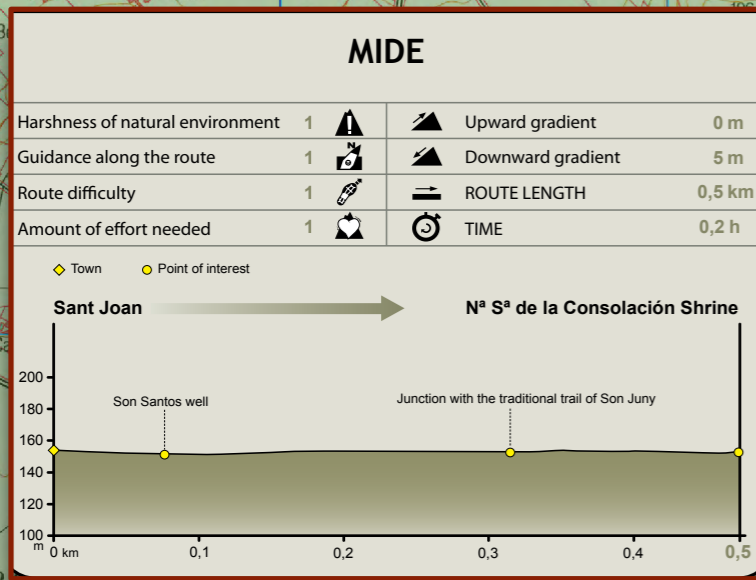 MIDE
Harshness of natural environment 1 Upward gradient 0 m
Guidance along the route 1 N Downward gradient 5 m
Route difficulty 1 ROUTE LENGTH 0,5 km
Amount of effort needed 1 TIME 0,2 h
Town Point of interest
Sant Joan Nª Sª de la Consolación Shrine
200
180
160
140
120
100
Son Santos well Junction with the traditional trail of Son Juny
m 0 km 0,1 0,2 0,3 0,4 0,5